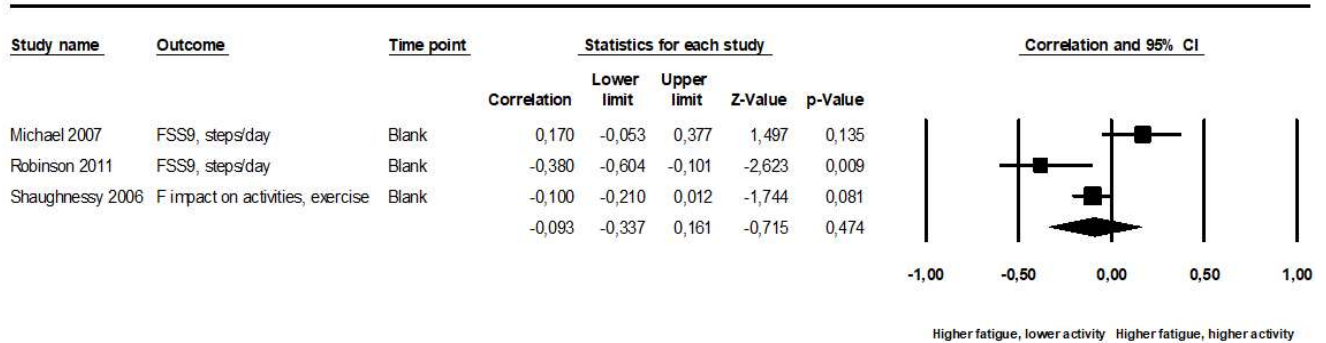 Study name Outcome Time point Statistics for each study Correlation and 95% CI
Correlation Lower limit Upper limit Z-Value p-Value
Michael 2007 FSS9, steps/day Blank 0,170 -0,053 0,377 1,497 0,135
Robinson 2011 FSS9, steps/day Blank -0,380 -0,604 -0,101 -2,623 0,009
Shaughnessy 2006 F impact on activities, exercise Blank -0,100 -0,210 0,012 -1,744 0,081
-0,093 -0,337 0,161 -0,715 0,474
-1,00 -0,50 0,00 0,50 1,00
Higher fatigue, lower activity Higher fatigue, higher activity